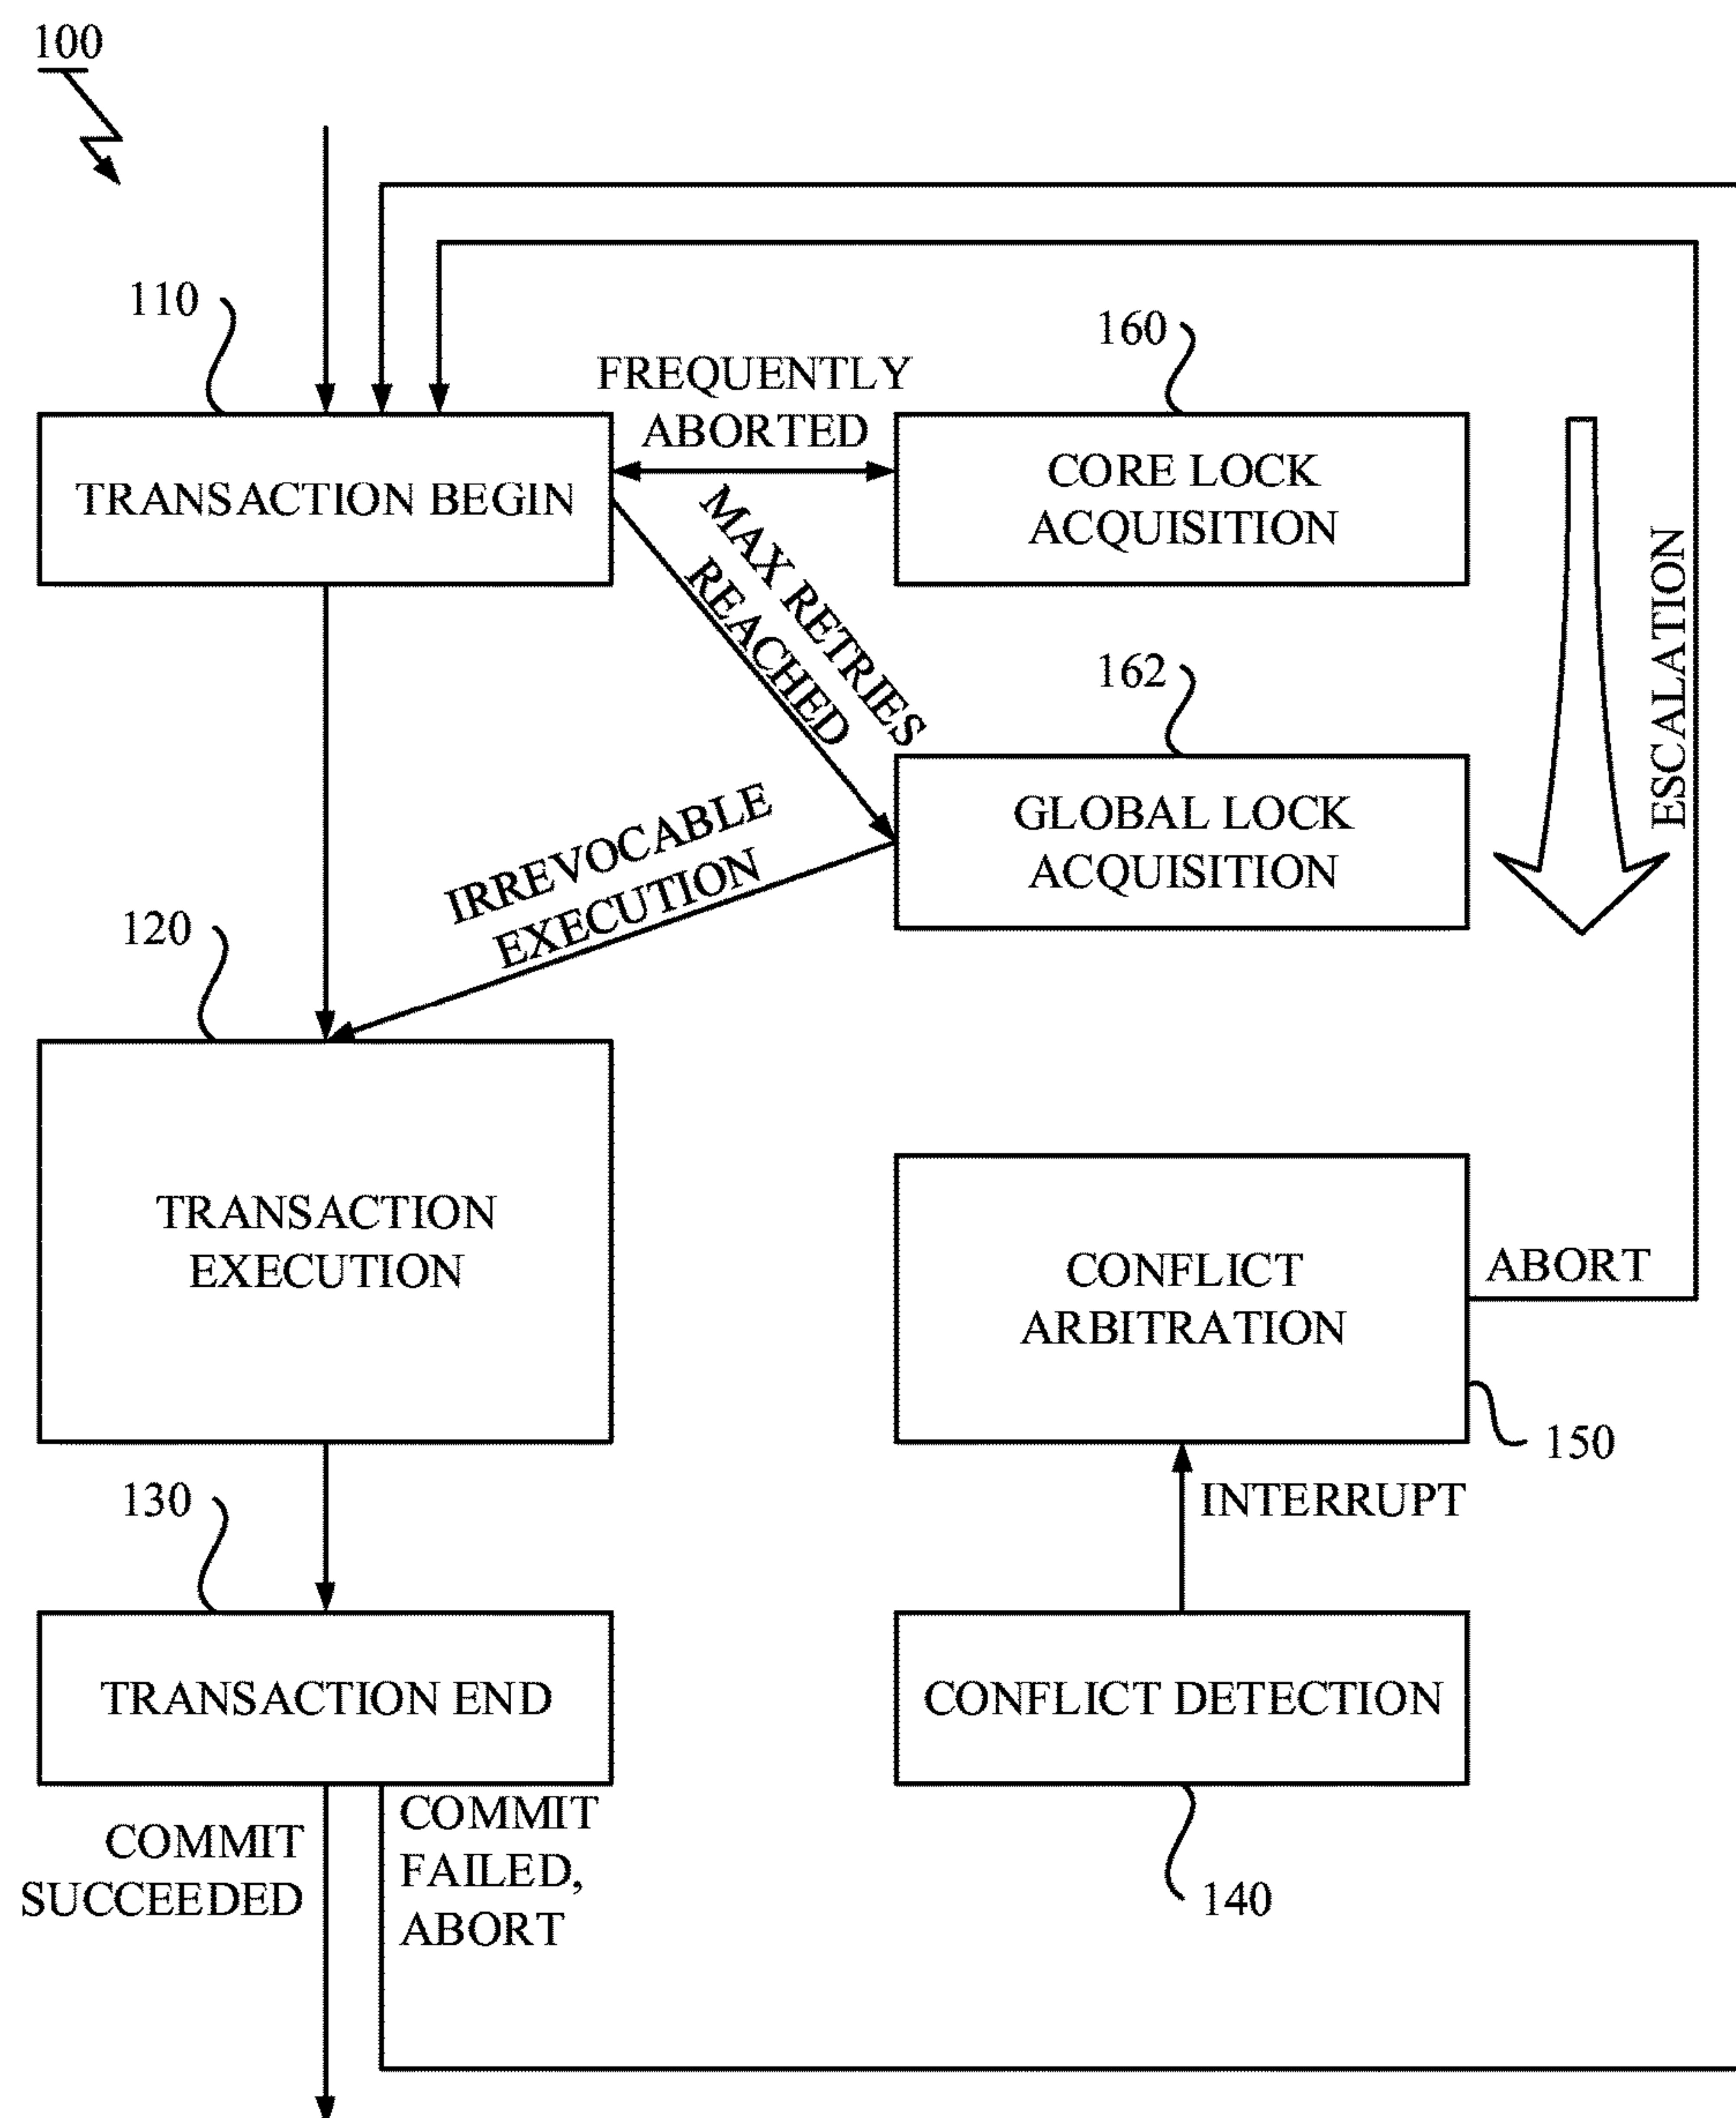 100
110
FREQUENTLY
ABORTED
160
TRANSACTION BEGIN
CORE LOCK
ACQUISITION
MAX RETRIES
REACHED
ESCALATION
162
GLOBAL LOCK
ACQUISITION
IRREVOCABLE
EXECUTION
120
TRANSACTION
EXECUTION
CONFLICT
ARBITRATION
ABORT
150
INTERRUPT
130
TRANSACTION END
CONFLICT DETECTION
COMMIT
SUCCEEDED
COMMIT
FAILED,
ABORT
140